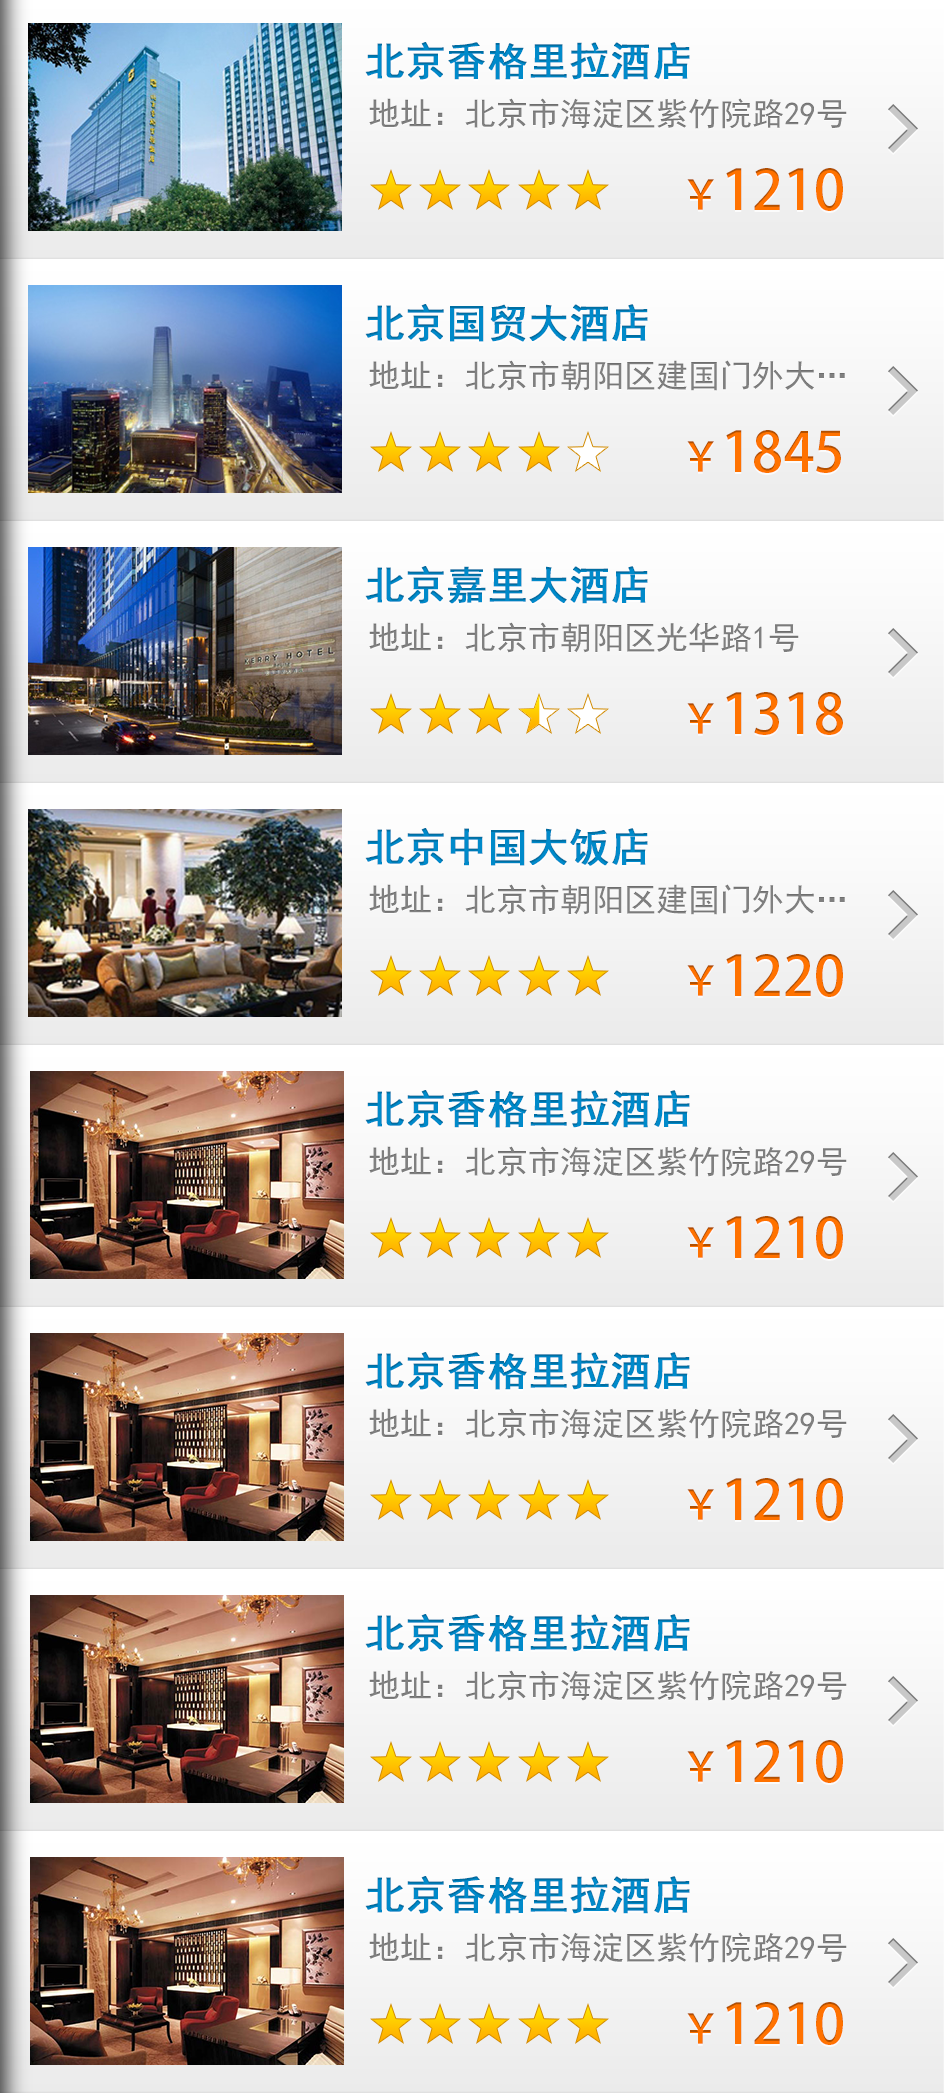 北京香格里拉酒店
地址：北京市海淀区紫竹院路29号
￥1210
北京国贸大酒店
地址：北京市朝阳区建国门外大…
￥1845
KERRY HOTEL
北京嘉里大酒店
地址：北京市朝阳区光华路1号
￥1318
北京中国大饭店
地址：北京市朝阳区建国门外大…
￥1220
北京香格里拉酒店
地址：北京市海淀区紫竹院路29号
￥1210
北京香格里拉酒店
地址：北京市海淀区紫竹院路29号
￥1210
北京香格里拉酒店
地址：北京市海淀区紫竹院路29号
￥1210
北京香格里拉酒店
地址：北京市海淀区紫竹院路29号
￥1210